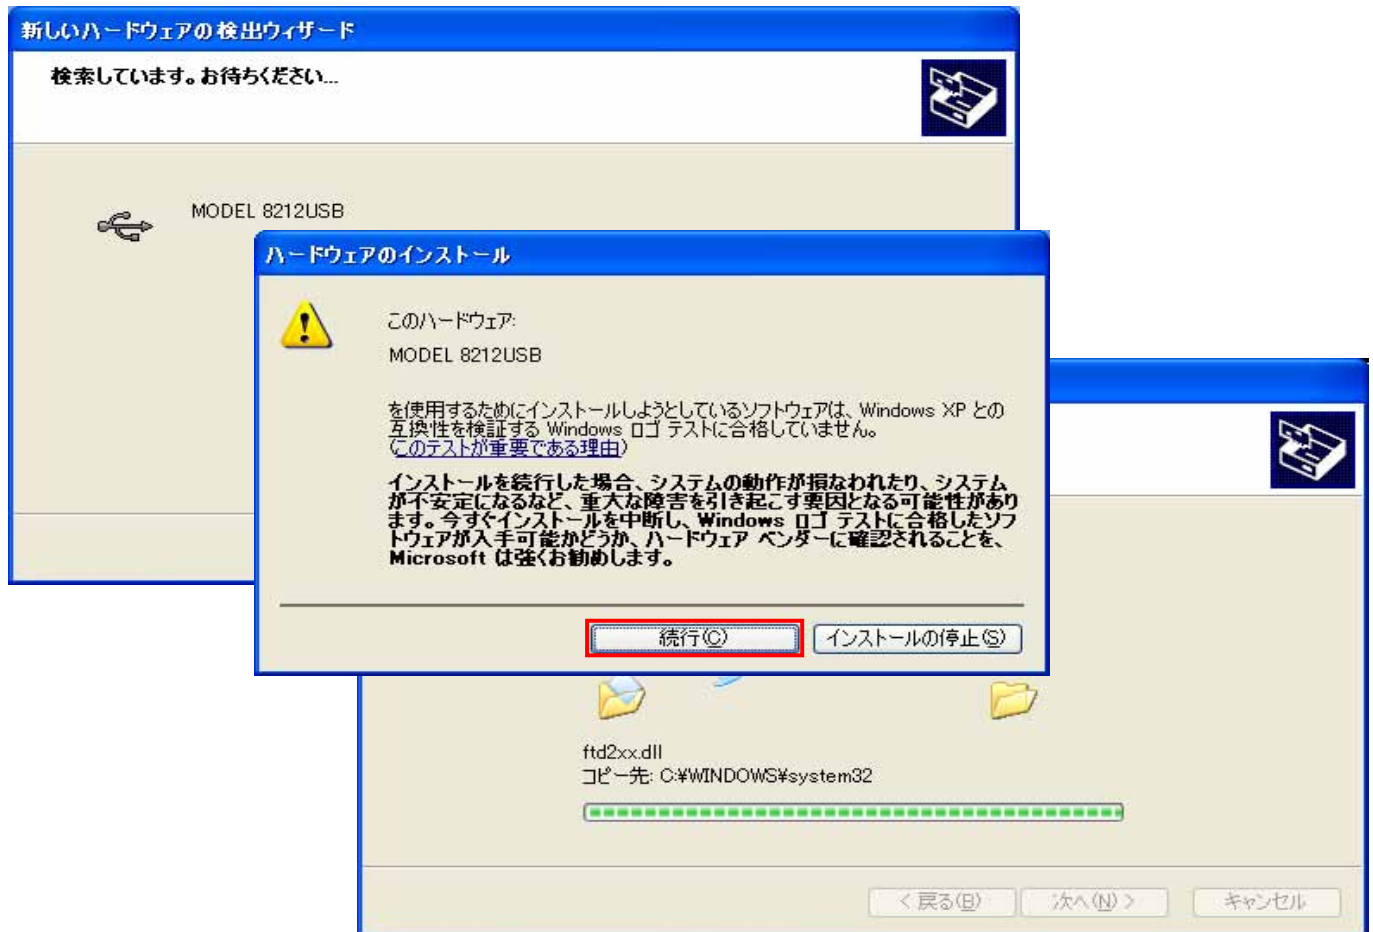 新しいハードウェアの検出ウィザード
検索しています。お待ちください...
MODEL 8212USB
ハードウェアのインストール
このハードウェア:
MODEL 8212USB
を使用するためにインストールしようとしているソフトウェアは、Windows XP との
互換性を検証する Windows ロゴ テストに合格していません。
(このテストが重要である理由)
インストールを続行した場合、システムの動作が損なわれたり、システム
が不安定になるなど、重大な障害を引き起こす要因となる可能性があり
ます。今すぐインストールを中断し、Windows ロゴ テストに合格したソフ
トウェアが入手可能かどうか、ハードウェア ベンダーに確認されることを、
Microsoft は強くお勧めします。
続行(C)
インストールの停止(S)
ftd2xx.dll
コピー先: C:¥WINDOWS¥system32
< 戻る(B)
次へ(N) >
キャンセル